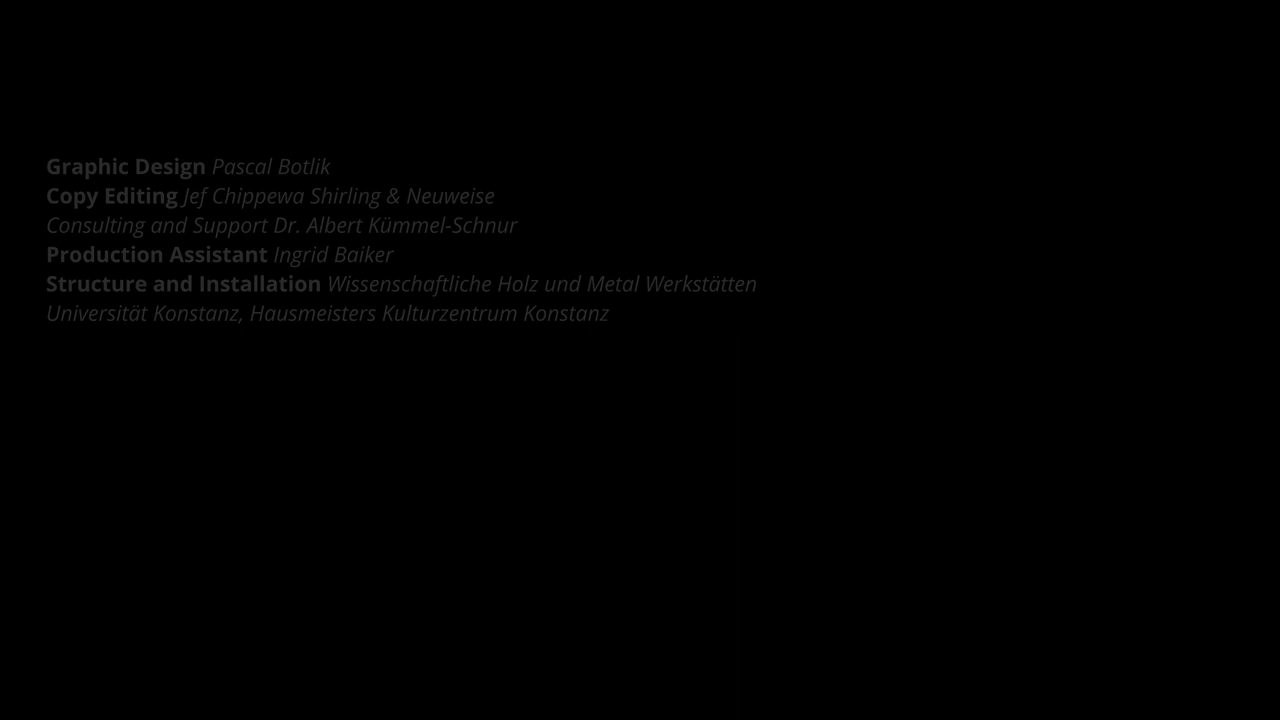 Graphic Design Pascal Botlik
Copy Editing Jef Chippewa Shirling & Neuweise
Consulting and Support Dr. Albert Kümmel-Schnur
Production Assistant Ingrid Baiker
Structure and Installation Wissenschaftliche Holz und Metal Werkstätten
Universität Konstanz, Hausmeisters Kulturzentrum Konstanz